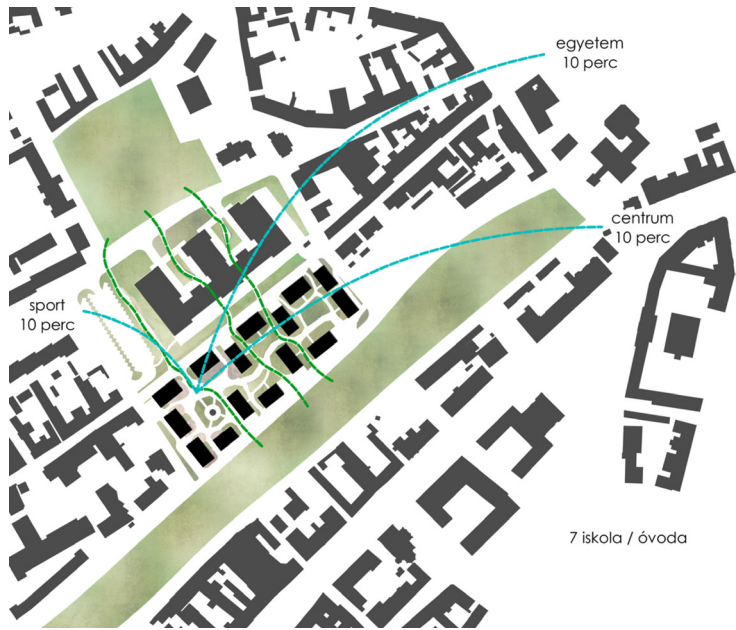 egyetem
10 perc
centrum
10 perc
sport
10 perc
7 iskola / óvoda